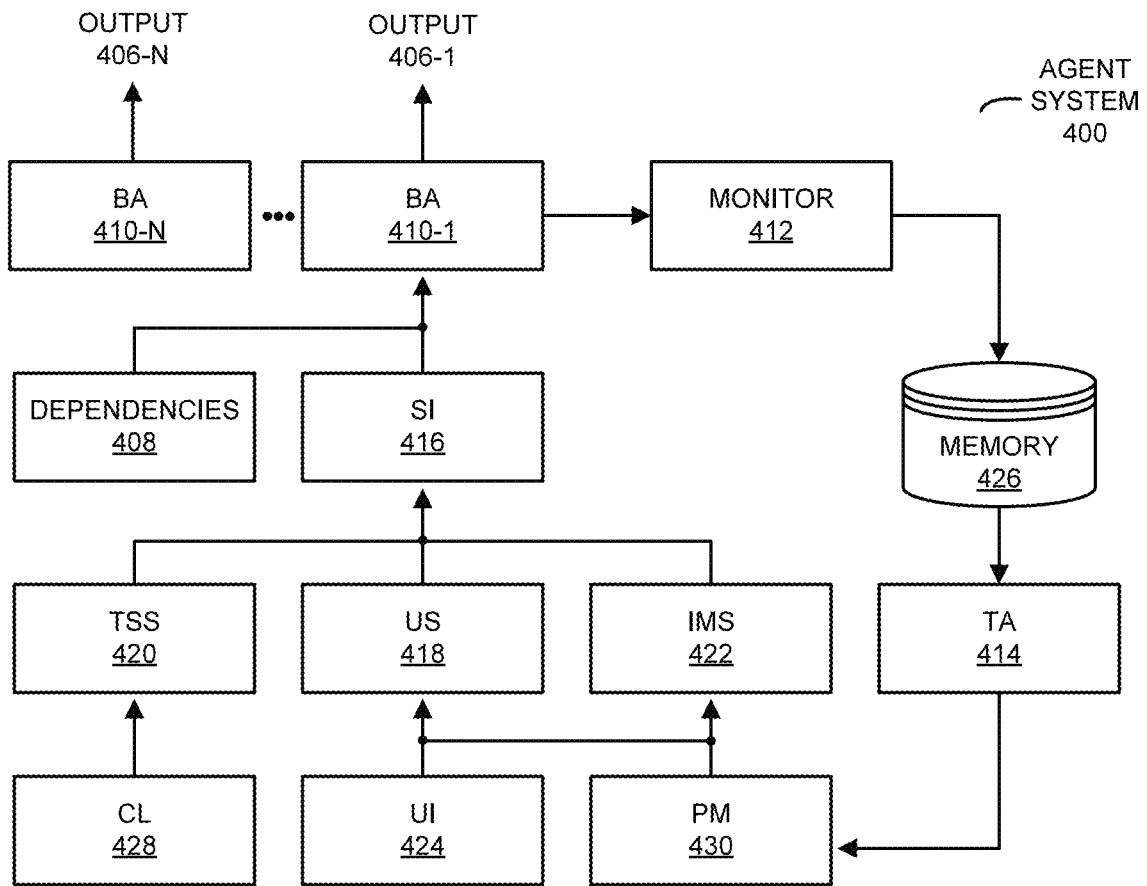 OUTPUT
406-N
OUTPUT
406-1
AGENT
SYSTEM
400
BA
410-N
•••
BA
410-1
MONITOR
412
DEPENDENCIES
408
SI
416
MEMORY
426
TSS
420
US
418
IMS
422
TA
414
CL
428
UI
424
PM
430